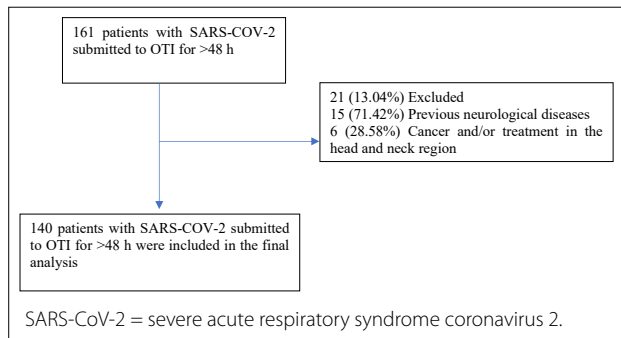 161 patients with SARS-COV-2
submitted to OTI for >48 h
21 (13.04%) Excluded
15 (71.42%) Previous neurological diseases
6 (28.58%) Cancer and/or treatment in the
head and neck region
140 patients with SARS-COV-2 submitted
to OTI for >48 h were included in the final
analysis
SARS-CoV-2 = severe acute respiratory syndrome coronavirus 2.